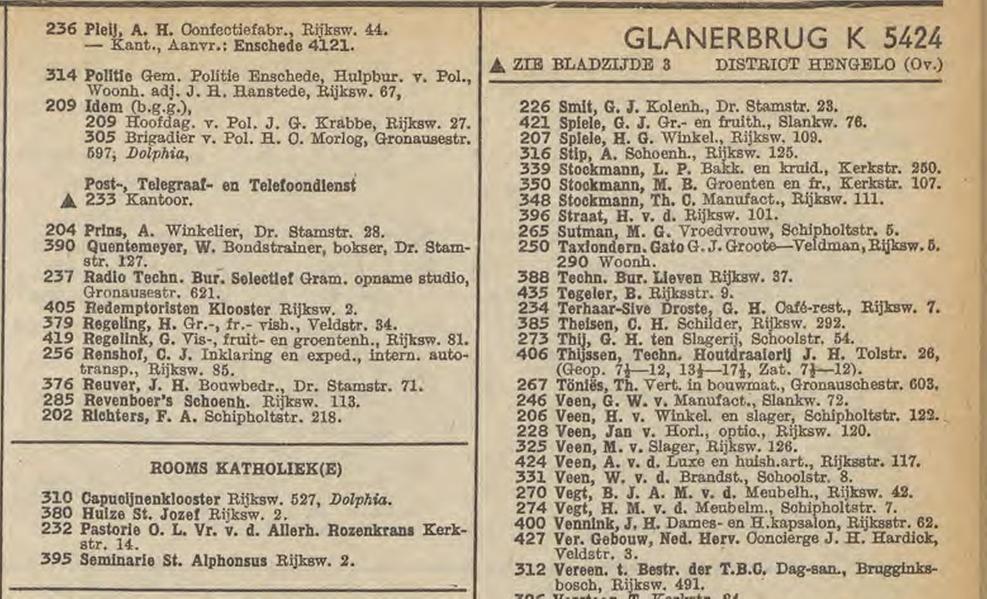 236 Pleij, A. H. Confectiefabr., Rijksw. 44.
— Kant., Aanvr.: Enschede 4121.
314 Politie Gem. Politie Enschede, Hulpbur. v. Pol.,
Woonh. adj. J. H. Hanstede, Rijksw. 67,
209 Idem (b.g.g.),
209 Hoofdag. v. Pol. J. G. Krabbe, Rijksw. 27.
305 Brigadier v. Pol. H. C. Morlog, Gronausestr.
597, Dolphia,
Post-, Telegraaf- en Telefoondienst
▲ 233 Kantoor.
204 Prins, A. Winkelier, Dr. Stamstr. 28.
390 Quentemeyer, W. Bondstrainer, bokser, Dr. Stam-
str. 127.
237 Radio Techn. Bur. Selectief Gram. opname studio,
Gronausestr. 621.
405 Redemptoristen Klooster Rijksw. 2.
379 Regeling, H. Gr.-, fr.- vish., Veldstr. 34.
419 Regelink, G. Vis-, fruit- en groentenh., Rijksw. 81.
256 Renshof, C. J. Inklaring en exped., intern. auto-
transp., Rijksw. 85.
376 Reuver, J. H. Bouwbedr., Dr. Stamstr. 71.
285 Revenboer's Schoenh. Rijksw. 113.
202 Richters, F. A. Schipholtstr. 218.
ROOMS KATHOLIEK(E)
310 Capucijnenklooster Rijksw. 527, Dolphia.
380 Huize St. Jozef Rijksw. 2.
232 Pastorie O. L. Vr. v. d. Allerh. Rozenkrans Kerk-
str. 14.
395 Seminarie St. Alphonsus Rijksw. 2.
GLANERBRUG K 5424
▲ ZIE BLADZIJDE 3 DISTRICT HENGELO (Ov.)
226 Smit, G. J. Kolenh., Dr. Stamstr. 23.
421 Spiele, G. J. Gr.- en fruith., Slankw. 76.
207 Spiele, H. G. Winkel., Rijksw. 109.
316 Stip, A. Schoenh., Rijksw. 125.
339 Stockmann, L. P. Bakk. en kruid., Kerkstr. 250.
350 Stockmann, M. B. Groenten en fr., Kerkstr. 107.
348 Stockmann, Th. C. Manufact., Rijksw. 111.
396 Straat, H. v. d. Rijksw. 101.
265 Sutman, M. G. Vroedvrouw, Schipholtstr. 5.
250 Taxiondern. Gato G. J. Groote—Veldman, Rijksw. 5.
290 Woonh.
388 Techn. Bur. Lieven Rijksw. 37.
435 Tegeler, B. Rijksstr. 9.
234 Terhaar-Sive Droste, G. H. Café-rest., Rijksw. 7.
385 Theisen, C. H. Schilder, Rijksw. 292.
273 Thij, G. H. ten Slagerij, Schoolstr. 54.
406 Thijssen, Techn. Houtdraaierij J. H. Tolstr. 26,
(Geop. 7½—12, 13½—17½, Zat. 7½—12).
267 Töniës, Th. Vert. in bouwmat., Gronauschestr. 603.
246 Veen, G. W. v. Manufact., Slankw. 72.
206 Veen, H. v. Winkel. en slager, Schipholtstr. 122.
228 Veen, Jan v. Horl., optic., Rijksw. 120.
325 Veen, M. v. Slager, Rijksw. 126.
424 Veen, A. v. d. Luxe en huish.art., Rijksstr. 117.
331 Veen, W. v. d. Brandst., Schoolstr. 8.
270 Vegt, B. J. A. M. v. d. Meubelh., Rijksw. 42.
274 Vegt, H. M. v. d. Meubelm., Schipholtstr. 7.
400 Vennink, J. H. Dames- en H.kapsalon, Rijksstr. 62.
427 Ver. Gebouw, Ned. Herv. Concierge J. H. Hardick,
Veldstr. 3.
312 Vereen. t. Bestr. der T.B.C. Dag-san., Brugginks-
bosch, Rijksw. 491.